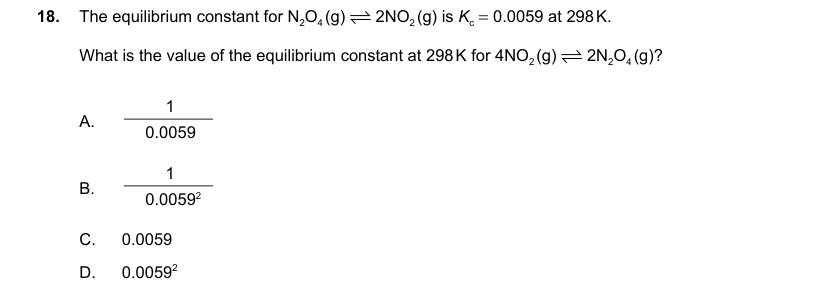 18. The equilibrium constant for N₂O₄ (g) ⇌ 2NO₂ (g) is K꜀ = 0.0059 at 298 K.
What is the value of the equilibrium constant at 298 K for 4NO₂ (g) ⇌ 2N₂O₄ (g)?
A. 1
0.0059
B. 1
0.0059²
C. 0.0059
D. 0.0059²